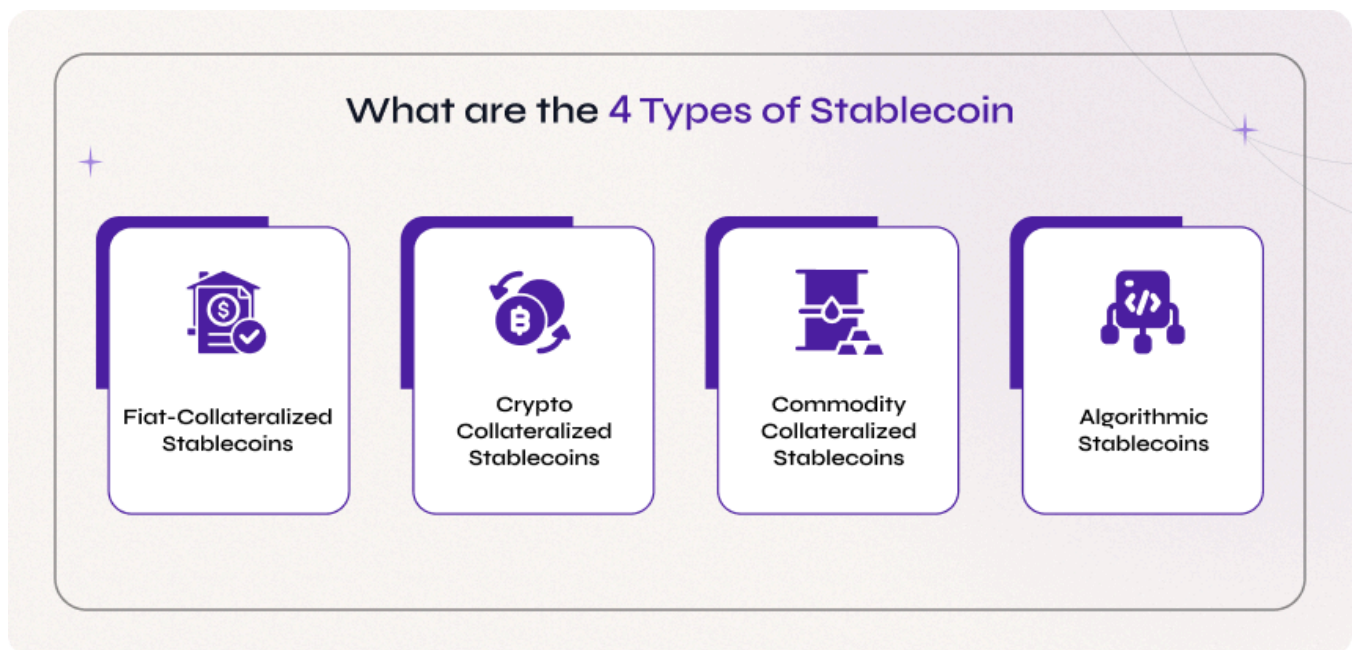 What are the 4 Types of Stablecoin
$
Fiat-Collateralized
Stablecoins
B
Crypto
Collateralized
Stablecoins
Commodity
Collateralized
Stablecoins
</>
Algorithmic
Stablecoins